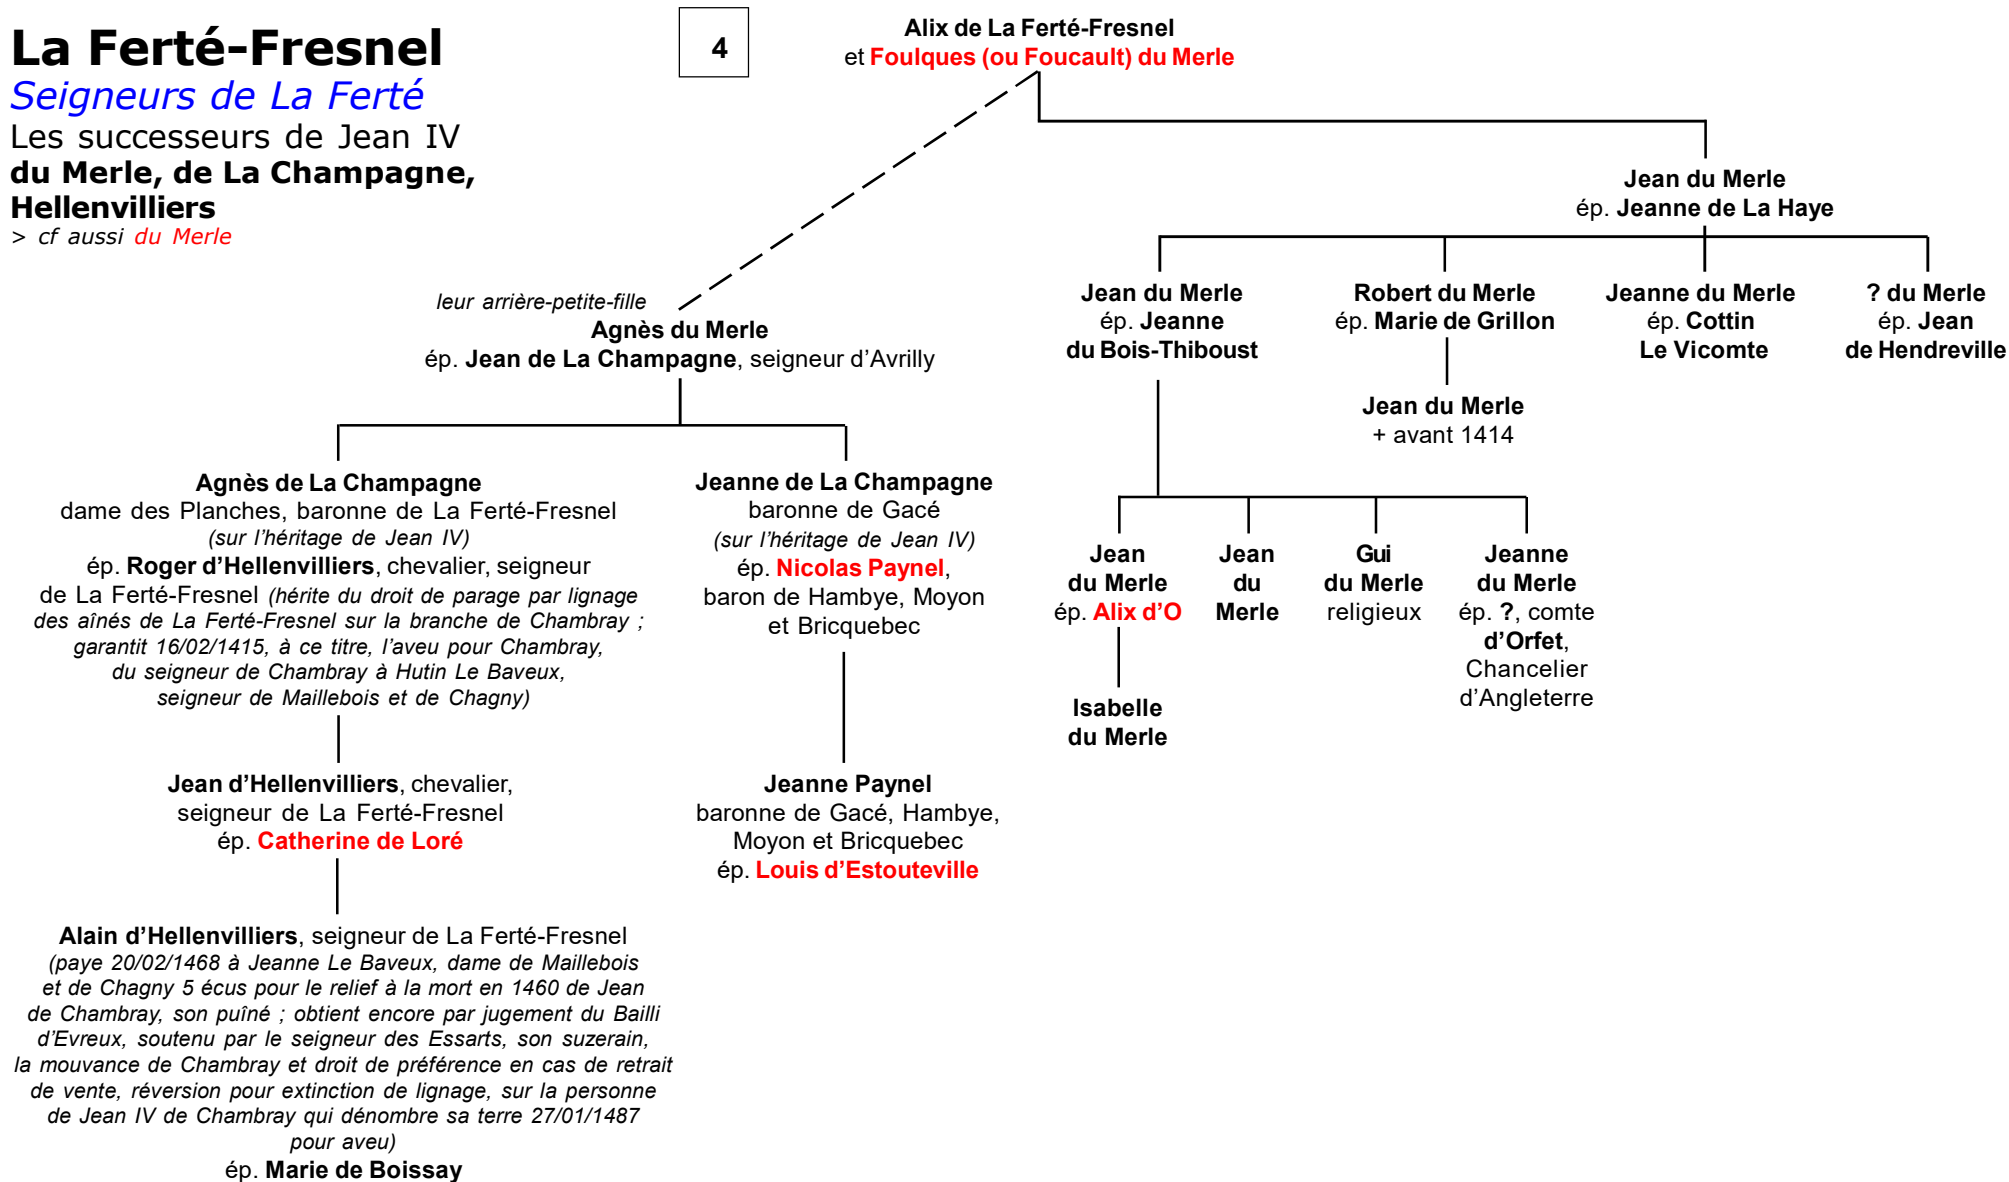 La Ferté-Fresnel
Seigneurs de La Ferté
Les successeurs de Jean IV
du Merle, de La Champagne,
Hellenvilliers
> cf aussi du Merle
4
Alix de La Ferté-Fresnel
et Foulques (ou Foucault) du Merle
Jean du Merle
ép. Jeanne de La Haye
Jean du Merle
ép. Jeanne
du Bois-Thiboust
Robert du Merle
ép. Marie de Grillon
Jeanne du Merle
ép. Cottin
Le Vicomte
? du Merle
ép. Jean
de Hendreville
Jean du Merle
+ avant 1414
Jean
du Merle
ép. Alix d'O
Jean
du
Merle
Gui
du Merle
religieux
Jeanne
du Merle
ép. ?, comte
d'Orfet,
Chancelier
d'Angleterre
Isabelle
du Merle
leur arrière-petite-fille
Agnès du Merle
ép. Jean de La Champagne, seigneur d'Avrilly
Agnès de La Champagne
dame des Planches, baronne de La Ferté-Fresnel
(sur l'héritage de Jean IV)
ép. Roger d'Hellenvilliers, chevalier, seigneur
de La Ferté-Fresnel (hérite du droit de parage par lignage
des aînés de La Ferté-Fresnel sur la branche de Chambray ;
garantit 16/02/1415, à ce titre, l'aveu pour Chambray,
du seigneur de Chambray à Hutin Le Baveux,
seigneur de Maillebois et de Chagny)
Jean d'Hellenvilliers, chevalier,
seigneur de La Ferté-Fresnel
ép. Catherine de Loré
Alain d'Hellenvilliers, seigneur de La Ferté-Fresnel
(paye 20/02/1468 à Jeanne Le Baveux, dame de Maillebois
et de Chagny 5 écus pour le relief à la mort en 1460 de Jean
de Chambray, son puîné ; obtient encore par jugement du Bailli
d'Evreux, soutenu par le seigneur des Essarts, son suzerain,
la mouvance de Chambray et droit de préférence en cas de retrait
de vente, réversion pour extinction de lignage, sur la personne
de Jean IV de Chambray qui dénombre sa terre 27/01/1487
pour aveu)
ép. Marie de Boissay
Jeanne de La Champagne
baronne de Gacé
(sur l'héritage de Jean IV)
ép. Nicolas Paynel,
baron de Hambye, Moyon
et Bricquebec
Jeanne Paynel
baronne de Gacé, Hambye,
Moyon et Bricquebec
ép. Louis d'Estouteville